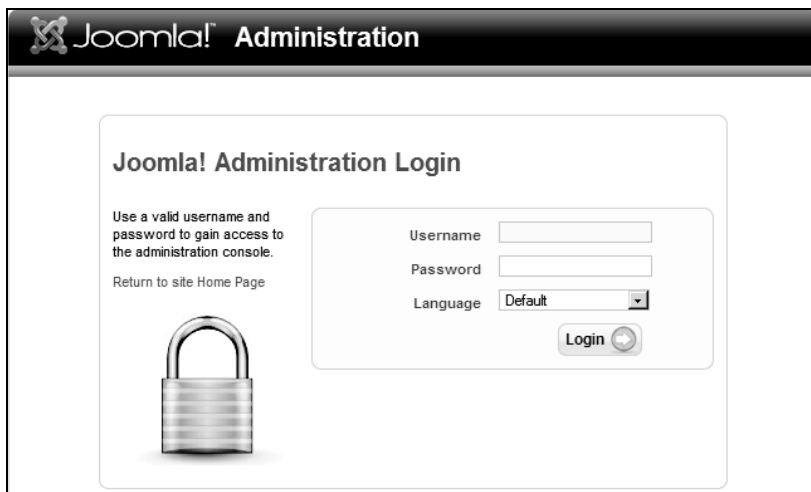 Joomla!™ Administration
Joomla! Administration Login
Use a valid username and
password to gain access to
the administration console.
Return to site Home Page
Username
Password
Language Default
Login